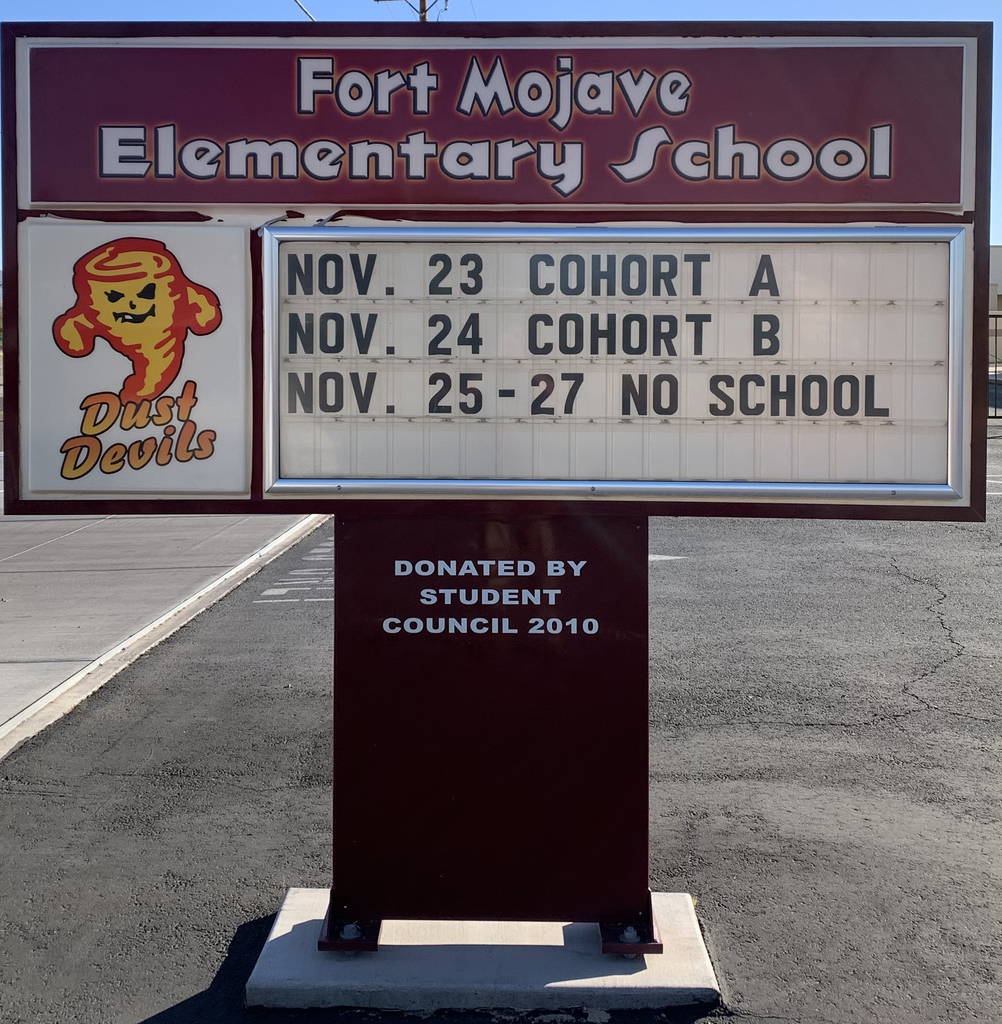 Fort Mojave
Elementary School
NOV. 23 COHORT A
NOV. 24 COHORT B
NOV. 25-27 NO SCHOOL
Dust
Devils
DONATED BY
STUDENT
COUNCIL 2010